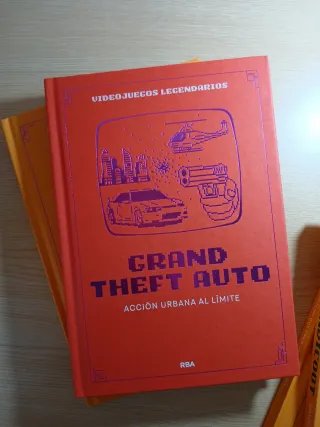 VIDEOJUEGOS LEGENDARIOS
GRAND
THEFT AUTO
ACCIÓN URBANA AL LÍMITE
RBA